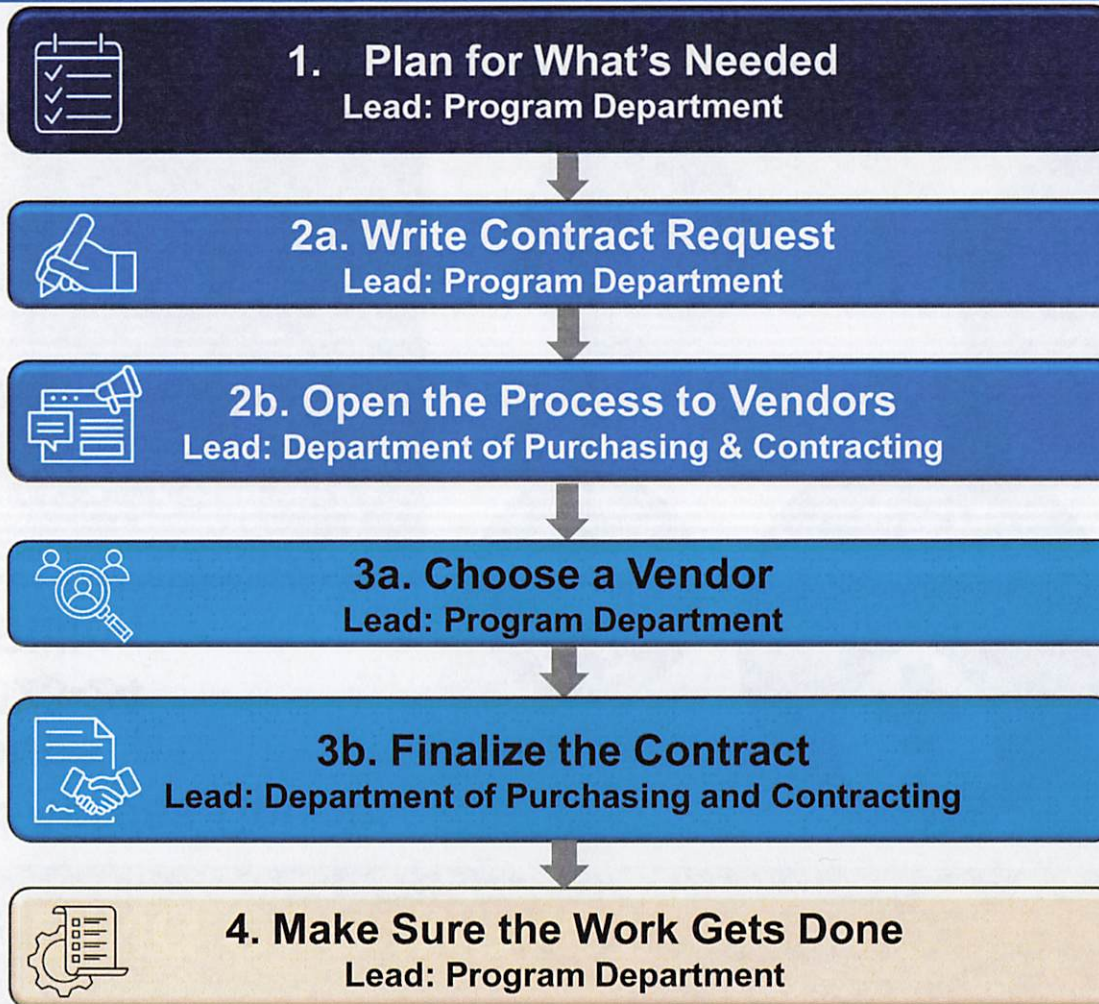 1. Plan for What's Needed
Lead: Program Department
2a. Write Contract Request
Lead: Program Department
2b. Open the Process to Vendors
Lead: Department of Purchasing & Contracting
3a. Choose a Vendor
Lead: Program Department
3b. Finalize the Contract
Lead: Department of Purchasing and Contracting
4. Make Sure the Work Gets Done
Lead: Program Department